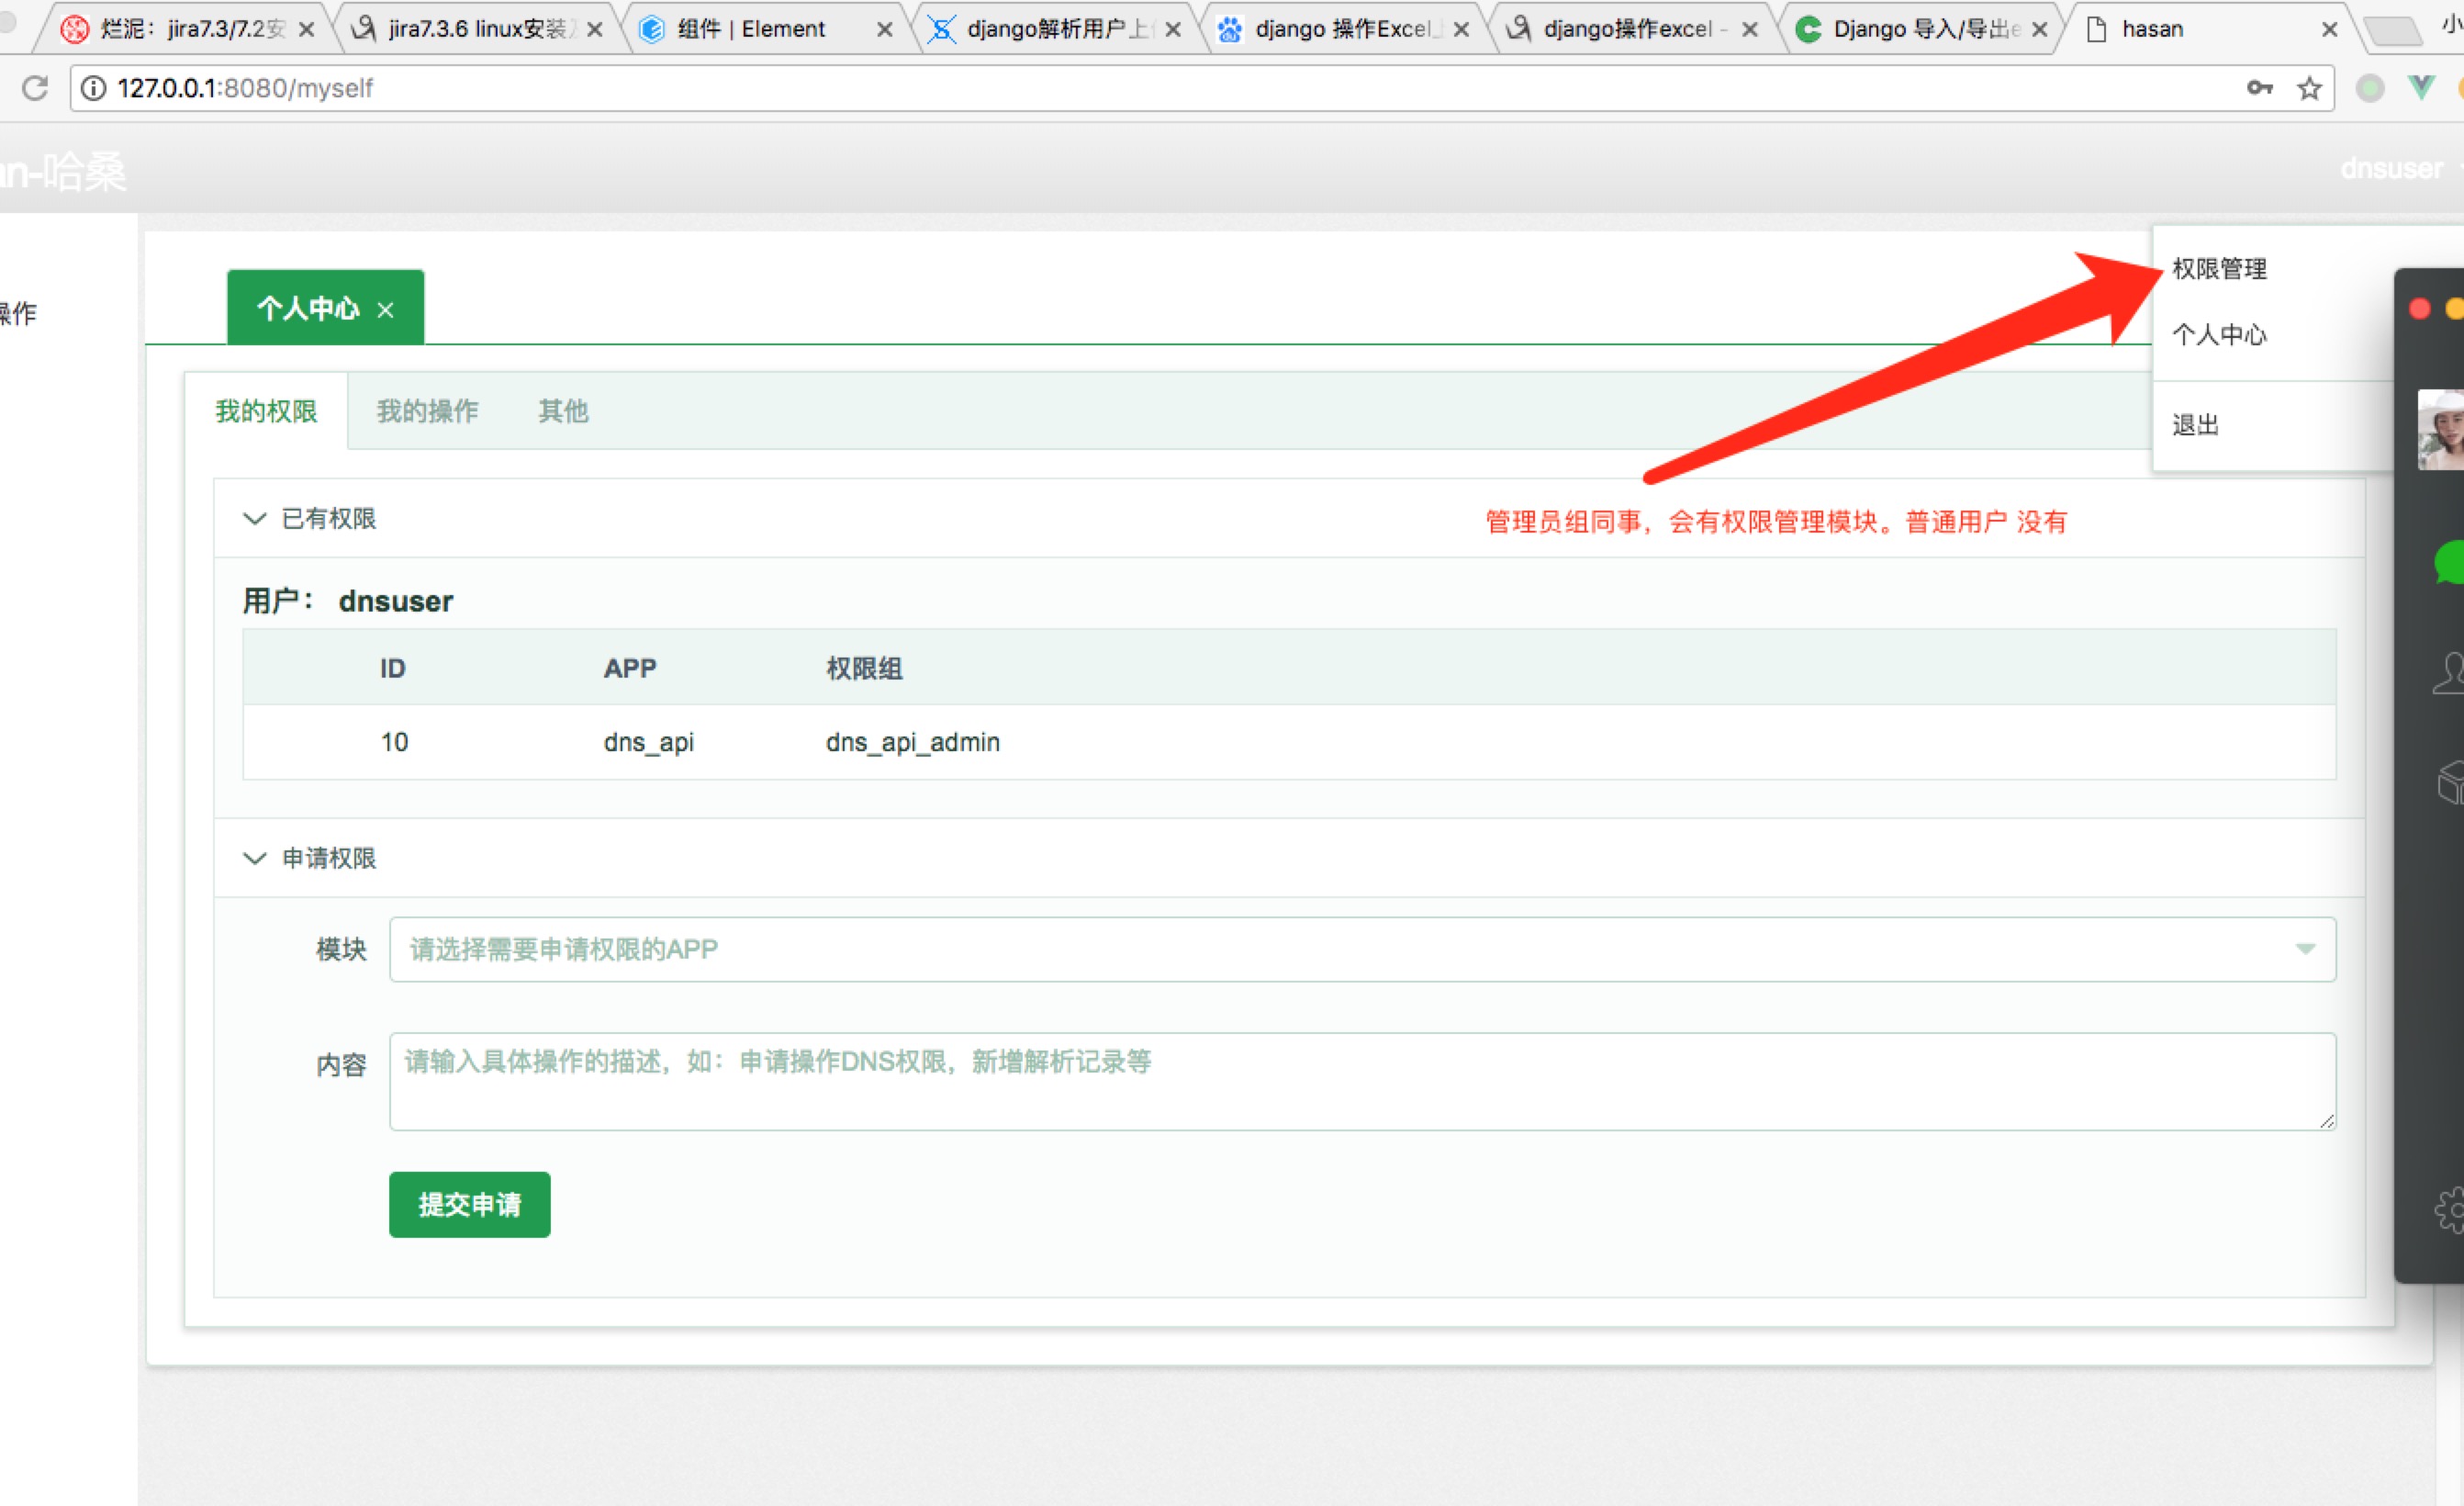 烂泥：jira7.3/7.2安
jira7.3.6 linux安装
组件 | Element
django解析用户上
django 操作Excel
django操作excel -
Django 导入/导出e
hasan
小
127.0.0.1:8080/myself
an-哈桑
dnsuser
操作
个人中心
权限管理
个人中心
退出
我的权限
我的操作
其他
已有权限
管理员组同事，会有权限管理模块。普通用户 没有
用户： dnsuser
ID APP 权限组
10 dns_api dns_api_admin
申请权限
模块 请选择需要申请权限的APP
内容 请输入具体操作的描述，如：申请操作DNS权限，新增解析记录等
提交申请